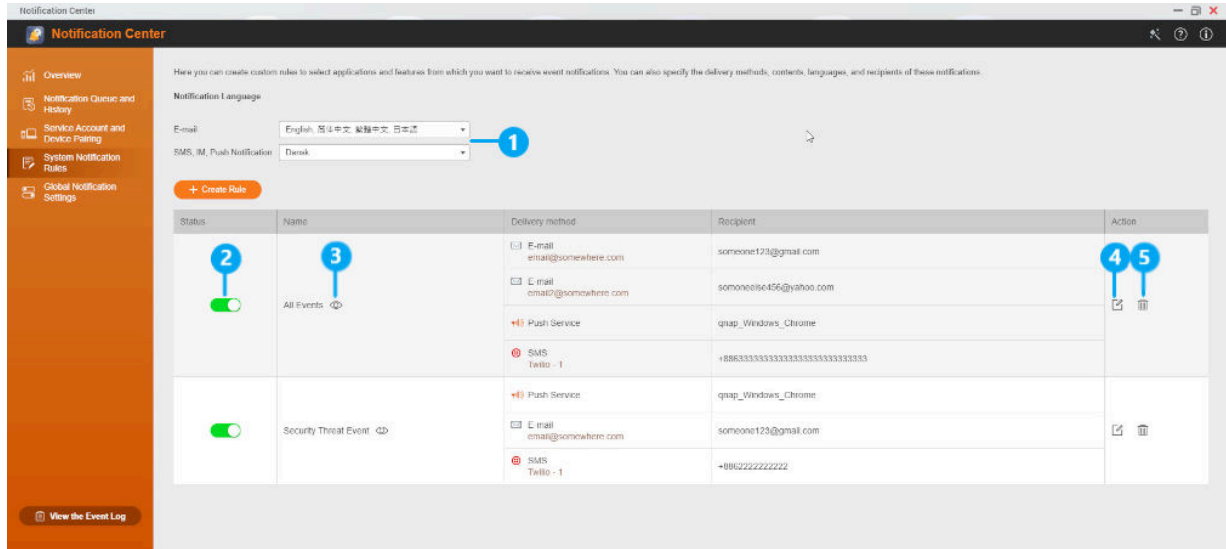 Notification Center
Notification Center
Overview
Notification Queue and
History
Service Account and
Device Pairing
System Notification
Rules
Global Notification
Settings
View the Event Log
Here you can create custom rules to select applications and features from which you want to receive event notifications. You can also specify the delivery methods, contents, languages, and recipients of these notifications.
Notification Language
E-mail
English, 简体中文, 繁體中文, 日本語
SMS, IM, Push Notification
Dansk
1
+ Create Rule
Status Name Delivery method Recipient Action
2 3 4 5
All Events
E-mail
email@somewhere.com
someone123@gmail.com
E-mail
email2@somewhere.com
somoneelse456@yahoo.com
Push Service
qnap_Windows_Chrome
SMS
Twilio - 1
Security Threat Event
Push Service
qnap_Windows_Chrome
E-mail
email@somewhere.com
someone123@gmail.com
SMS
Twilio - 1
+8862222222222